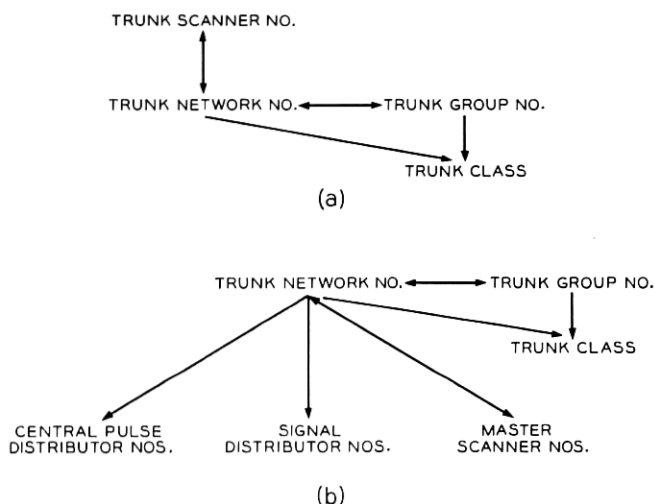 TRUNK SCANNER NO.
TRUNK NETWORK NO. TRUNK GROUP NO.
TRUNK CLASS
(a)
TRUNK NETWORK NO. TRUNK GROUP NO.
TRUNK CLASS
CENTRAL PULSE SIGNAL MASTER
DISTRIBUTOR NOS. DISTRIBUTOR NOS. SCANNER NOS.
(b)